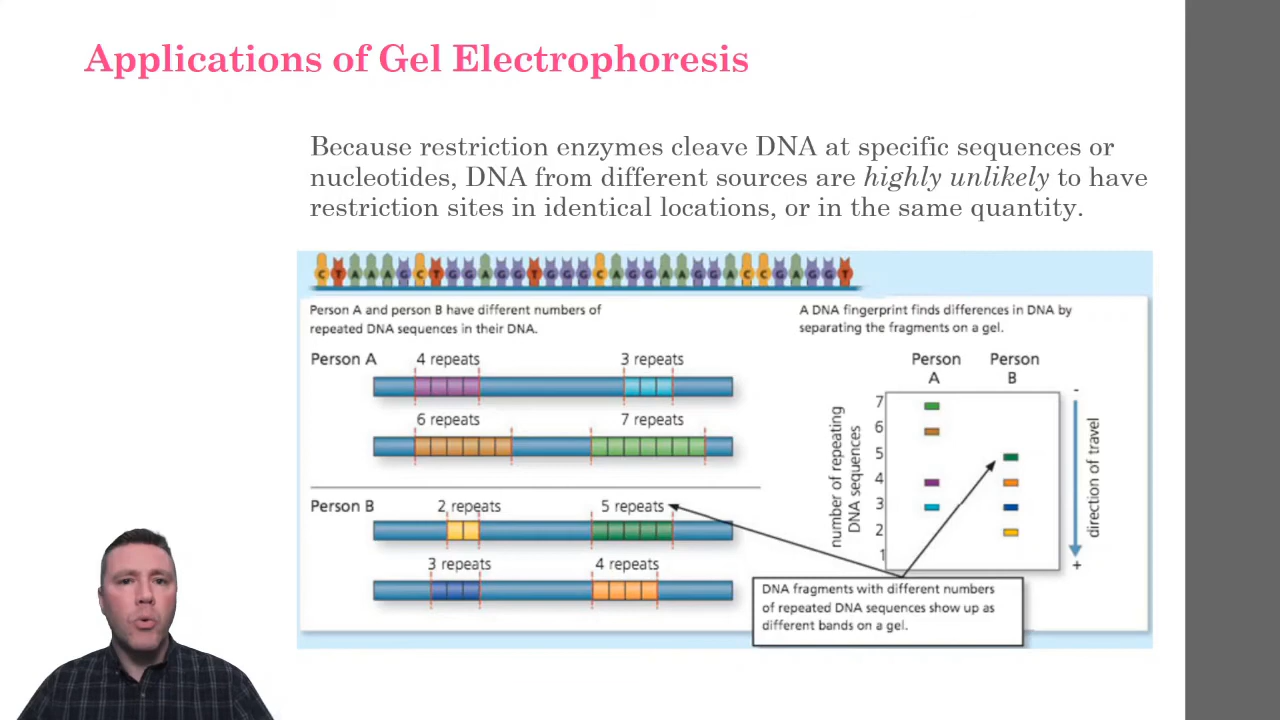 Applications of Gel Electrophoresis
Because restriction enzymes cleave DNA at specific sequences or
nucleotides, DNA from different sources are highly unlikely to have
restriction sites in identical locations, or in the same quantity.
CTAAAGCTGGAGGTGGGCAGGAAGGACCGAGGT
Person A and person B have different numbers of
repeated DNA sequences in their DNA.
Person A
4 repeats
3 repeats
6 repeats
7 repeats
Person B
2 repeats
5 repeats
3 repeats
4 repeats
A DNA fingerprint finds differences in DNA by
separating the fragments on a gel.
Person
A
Person
B
number of repeating
DNA sequences
7
6
5
4
3
2
1
-
direction of travel
+
DNA fragments with different numbers
of repeated DNA sequences show up as
different bands on a gel.